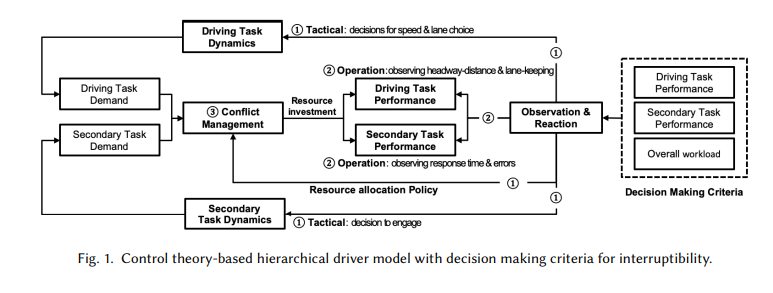 Driving Task
Dynamics
① Tactical: decisions for speed & lane choice
①
② Operation:observing headway-distance & lane-keeping
Driving Task
Demand
Secondary Task
Demand
③ Conflict
Management
Resource
investment
Driving Task
Performance
Secondary Task
Performance
②
Observation &
Reaction
Driving Task
Performance
Secondary Task
Performance
Overall workload
Decision Making Criteria
② Operation: observing response time & errors
①
Resource allocation Policy
①
Secondary
Task Dynamics
① Tactical: decision to engage
Fig. 1. Control theory-based hierarchical driver model with decision making criteria for interruptibility.